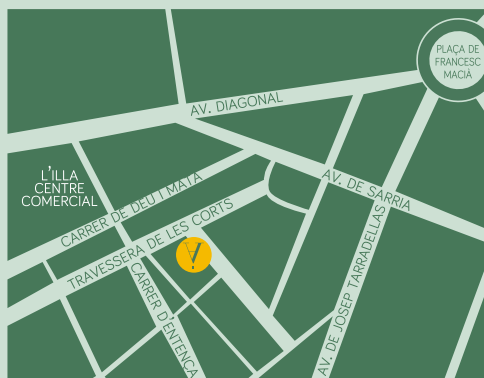 PLAÇA DE
FRANCESC
MACIÀ
AV. DIAGONAL
L'ILLA
CENTRE
COMERCIAL
CARRER DE DEU I MATA
AV. DE SARRIA
TRAVESSERA DE LES CORTS
V
CARRER D'ENTENÇA
AV. DE JOSEP TARRADELLAS